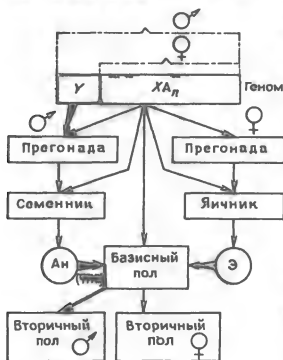 ♂
♀
Y XAn Геном
♂ ♀
Прегонада Прегонада
Семенник Яичник
Ан Базисный пол Э
Вторичный пол ♂ Вторичный пол ♀